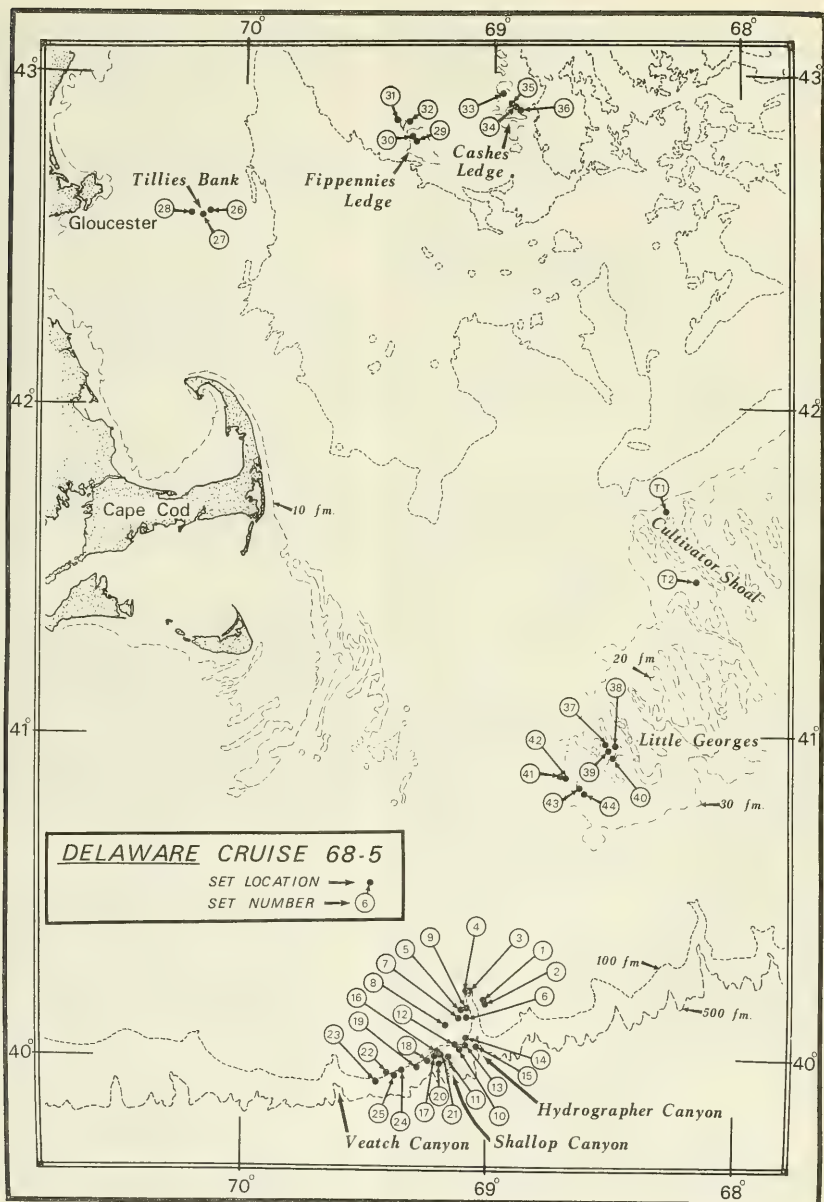 70° 69° 68°
43° 43°
31 32 33 35
30 29 34 36
Cashes
Ledge
Fippennies
Ledge
Tillies Bank
28 26
27
Gloucester
42° 42°
T1
Cape Cod
10 fm.
Cultivator Shoal
T2
20 fm
38
37
41° 41°
Little Georges
42
41 39 40
43 44
30 fm.
DELAWARE CRUISE 68-5
SET LOCATION
SET NUMBER 6
4 3
9 1
5 2
7 6
8
100 fm
500 fm.
16 12
19
23 22 18 14
40° 40°
15
13
25 24 17 20 21 11 10
Hydrographer Canyon
Veatch Canyon Shallop Canyon
70° 69° 68°